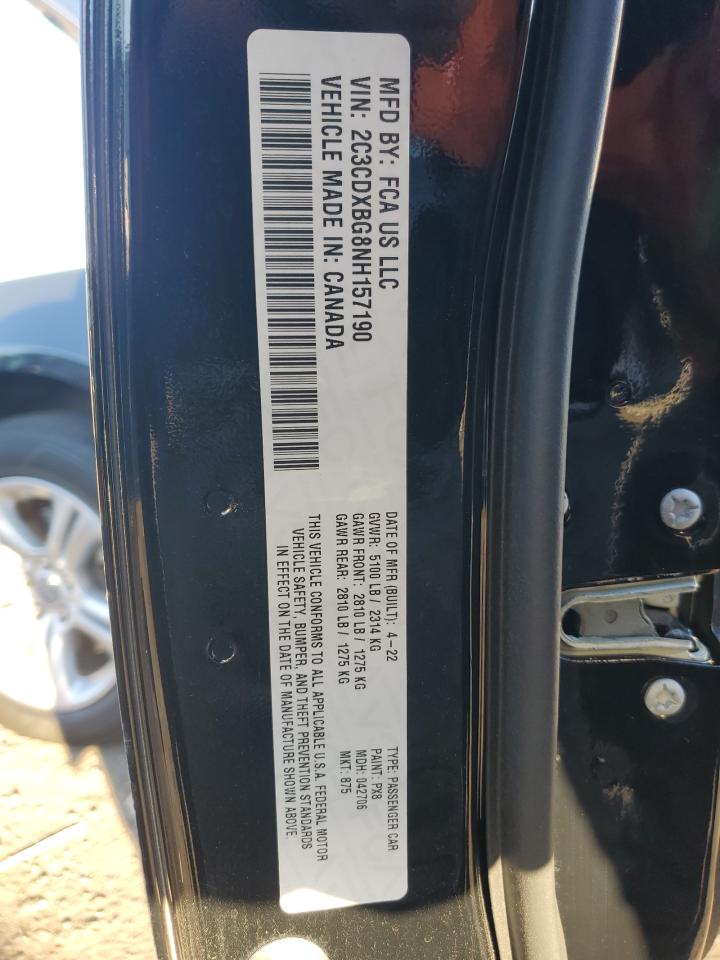 MFD BY: FCA US LLC
VIN: 2C3CDXBG8NH157190
VEHICLE MADE IN: CANADA
DATE OF MFR (BUILT): 4-22
GVWR: 5100 LB / 2314 KG
GAWR FRONT: 2810 LB / 1275 KG
GAWR REAR: 2810 LB / 1275 KG
THIS VEHICLE CONFORMS TO ALL APPLICABLE U.S.A. FEDERAL MOTOR
VEHICLE SAFETY, BUMPER, AND THEFT PREVENTION STANDARDS
IN EFFECT ON THE DATE OF MANUFACTURE SHOWN ABOVE.
TYPE: PASSENGER CAR
PAINT: PX8
MDH: 042706
MKT: 875